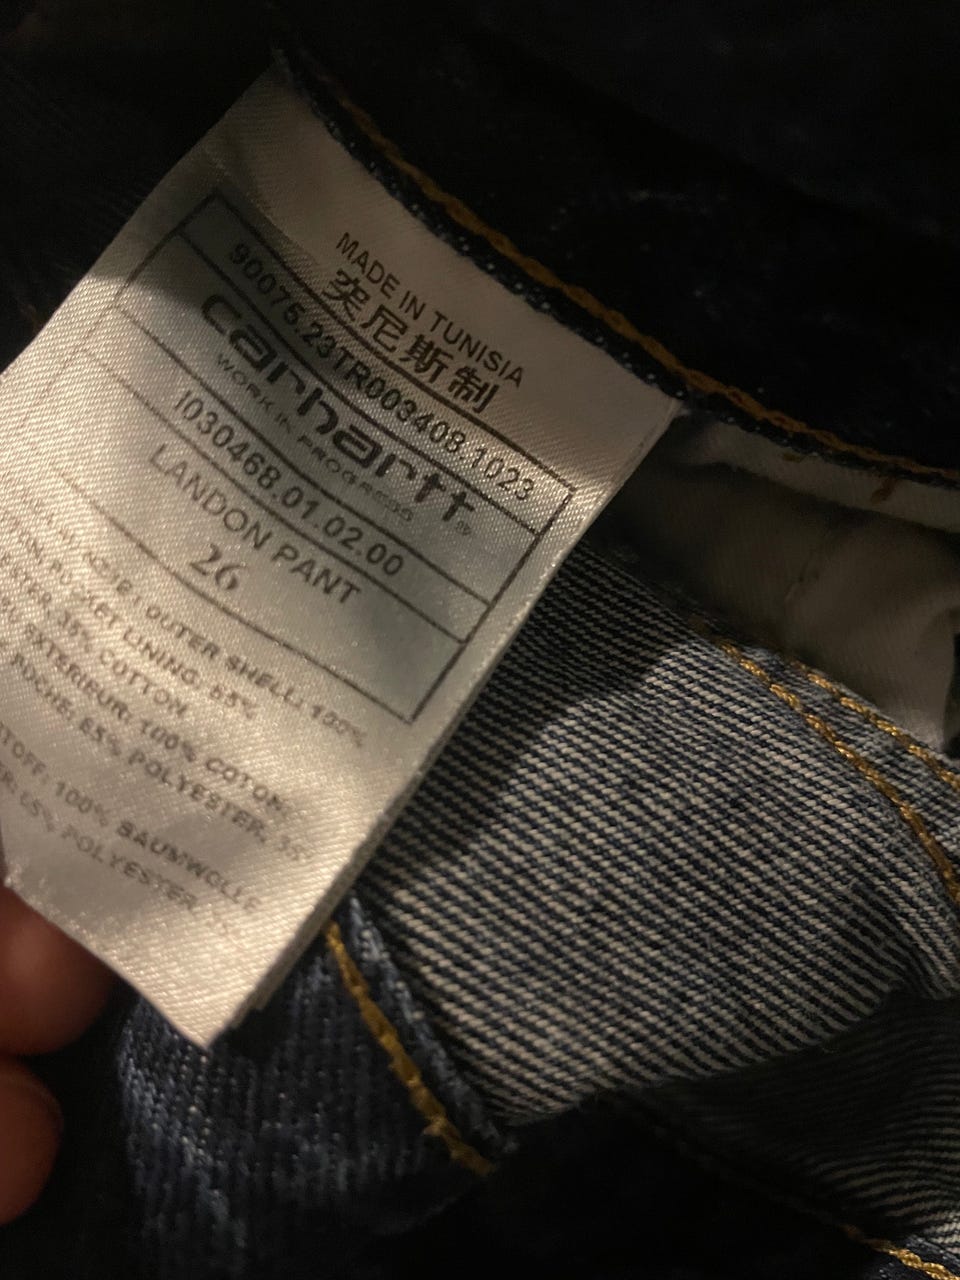 MADE IN TUNISIA
突尼斯制
90075.23TR003408.1023
carhartt®
WORK IN PROGRESS
I030468.01.02.00
LANDON PANT
26
OUTER SHELL: 100%
POCKET LINING: 65%
35% COTTON
EXTERIEUR: 100% COTON
POCHE: 65% POLYESTER, 35%
100% BAUMWOLLE
65% POLYESTER